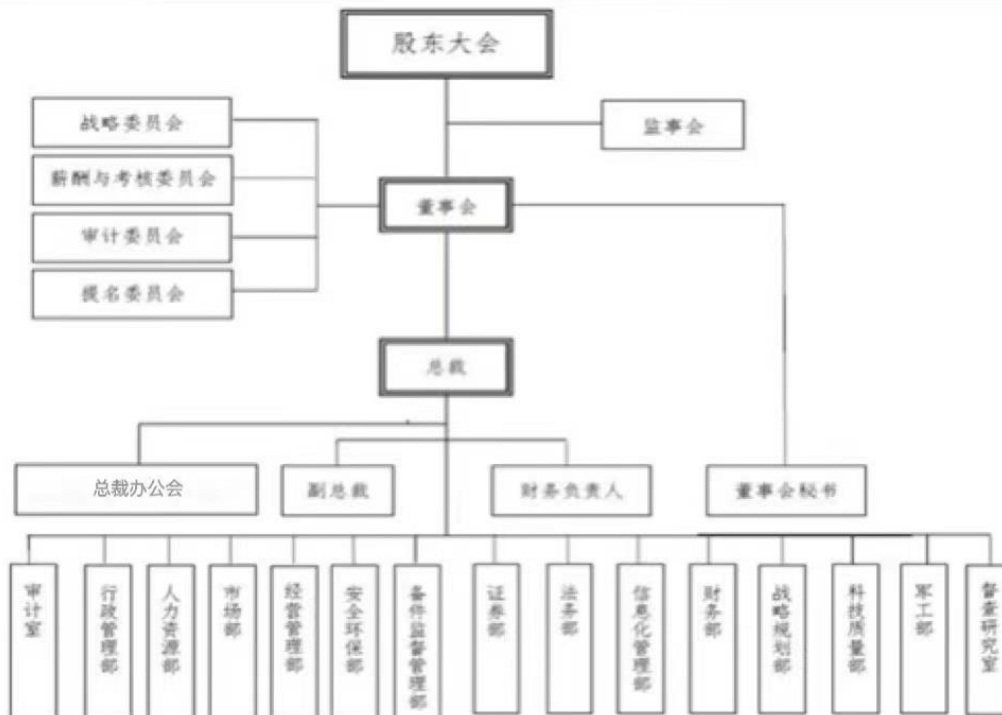 股东大会
战略委员会
监事会
薪酬与考核委员会
董事会
审计委员会
提名委员会
总裁
总裁办公会
副总裁
财务负责人
董事会秘书
审计室
行政管理部
人力资源部
市场部
经营管理部
安全环保部
备件监督管理部
证券部
法务部
信息化管理部
财务部
战略规划部
科技质量部
军工部
督查研究室